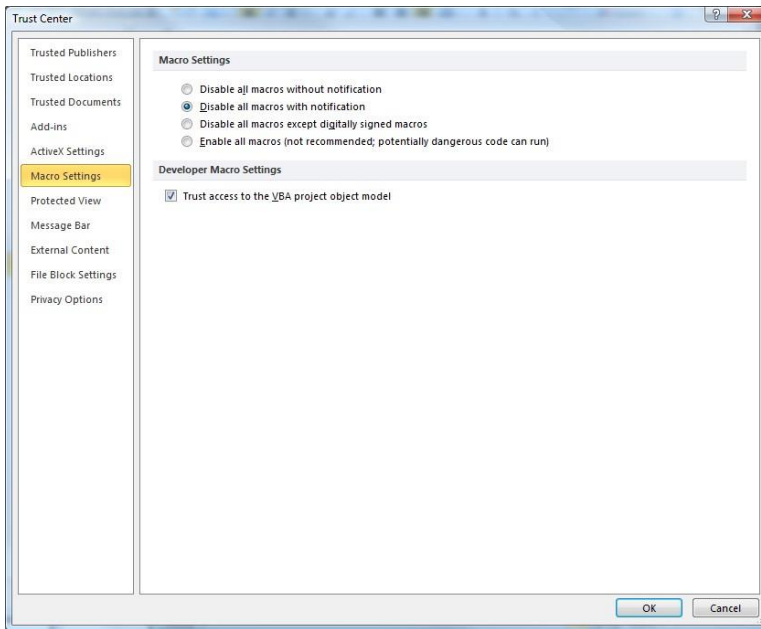 Trust Center
Trusted Publishers
Trusted Locations
Trusted Documents
Add-ins
ActiveX Settings
Macro Settings
Protected View
Message Bar
External Content
File Block Settings
Privacy Options
Macro Settings
Disable all macros without notification
Disable all macros with notification
Disable all macros except digitally signed macros
Enable all macros (not recommended; potentially dangerous code can run)
Developer Macro Settings
Trust access to the VBA project object model
OK
Cancel